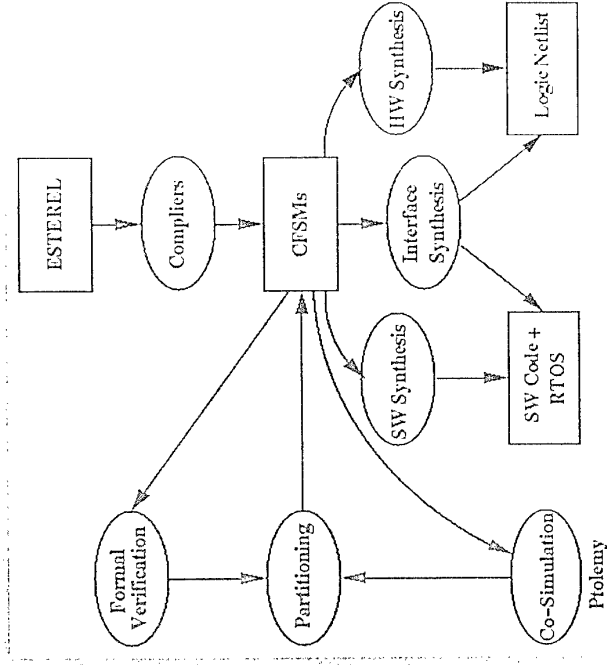 ESTEREL
Compliers
CFSMs
Formal
Verification
Partitioning
SW Synthesis
Interface
Synthesis
HW Synthesis
Co-Simulation
Ptolemy
SW Code +
RTOS
Logic Netlist